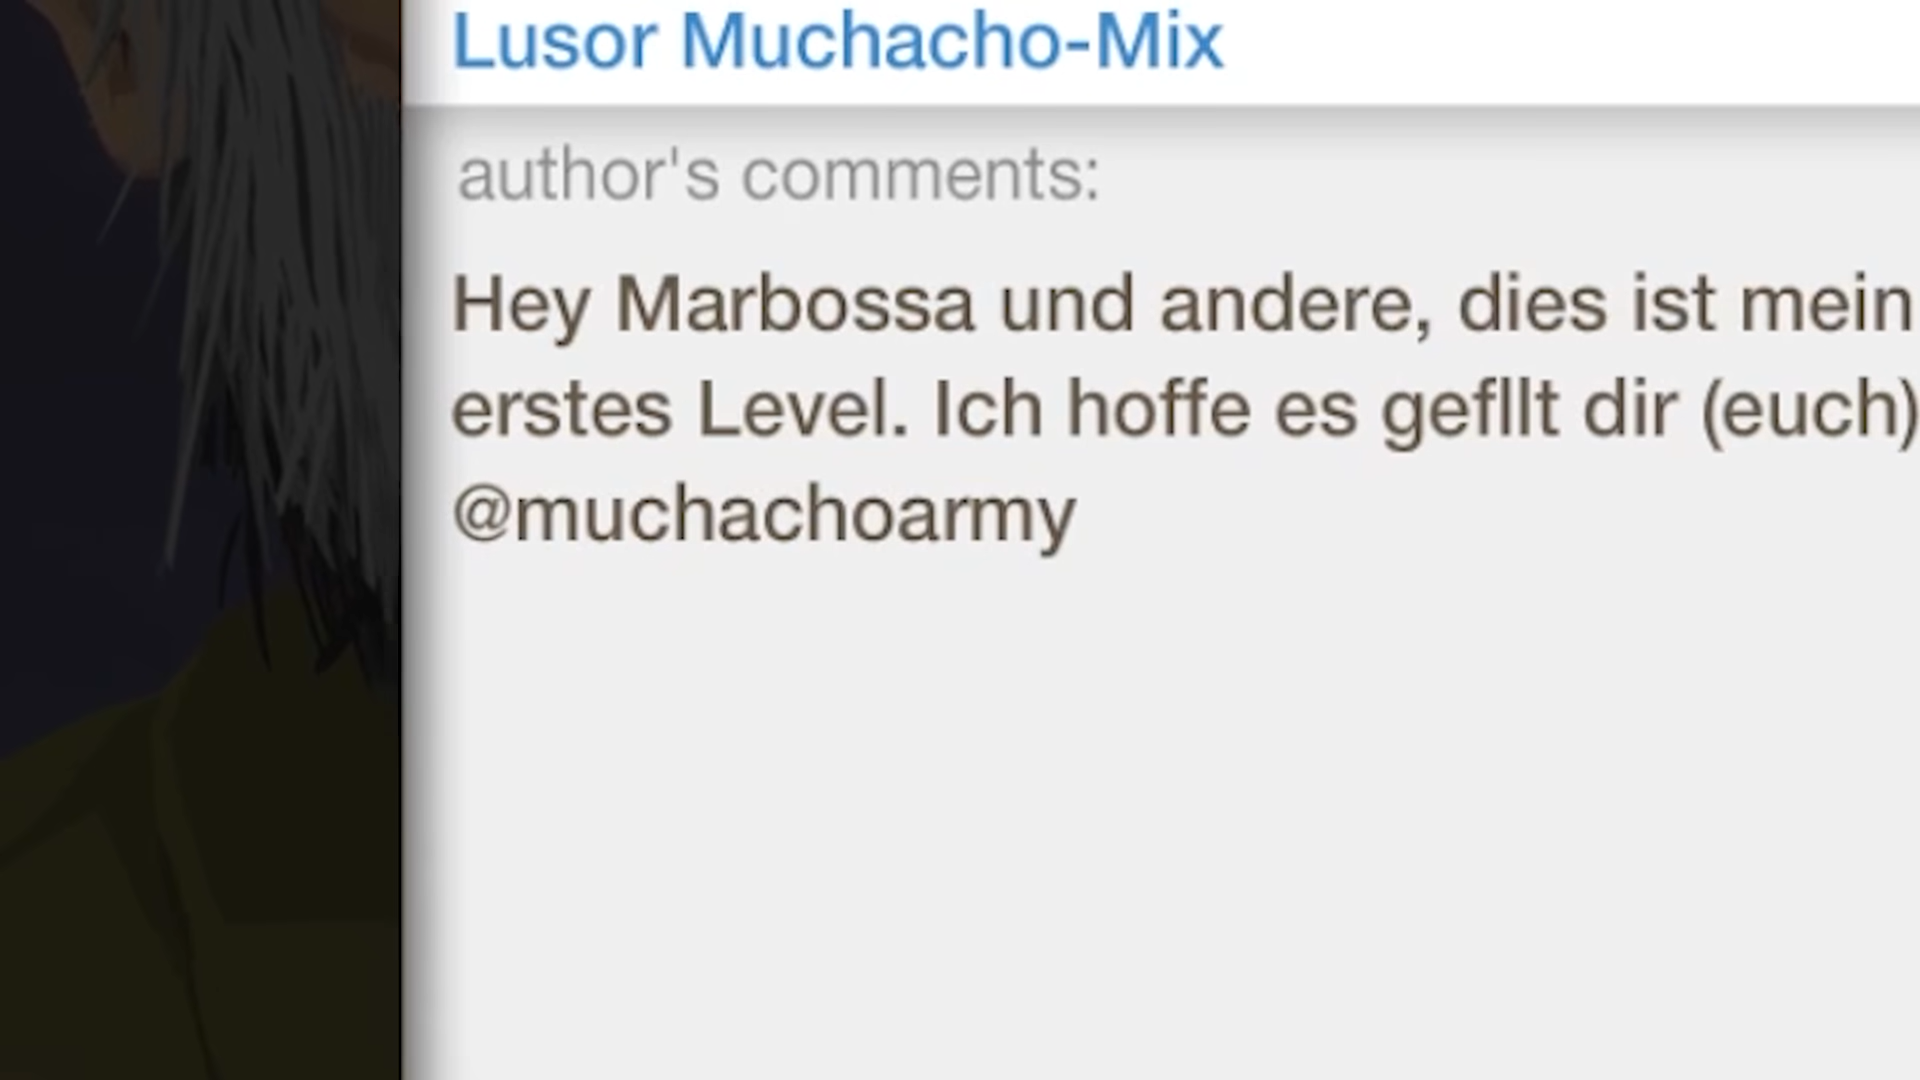 Lusor Muchacho-Mix
author's comments:
Hey Marbossa und andere, dies ist mein
erstes Level. Ich hoffe es gefllt dir (euch)
@muchachoarmy